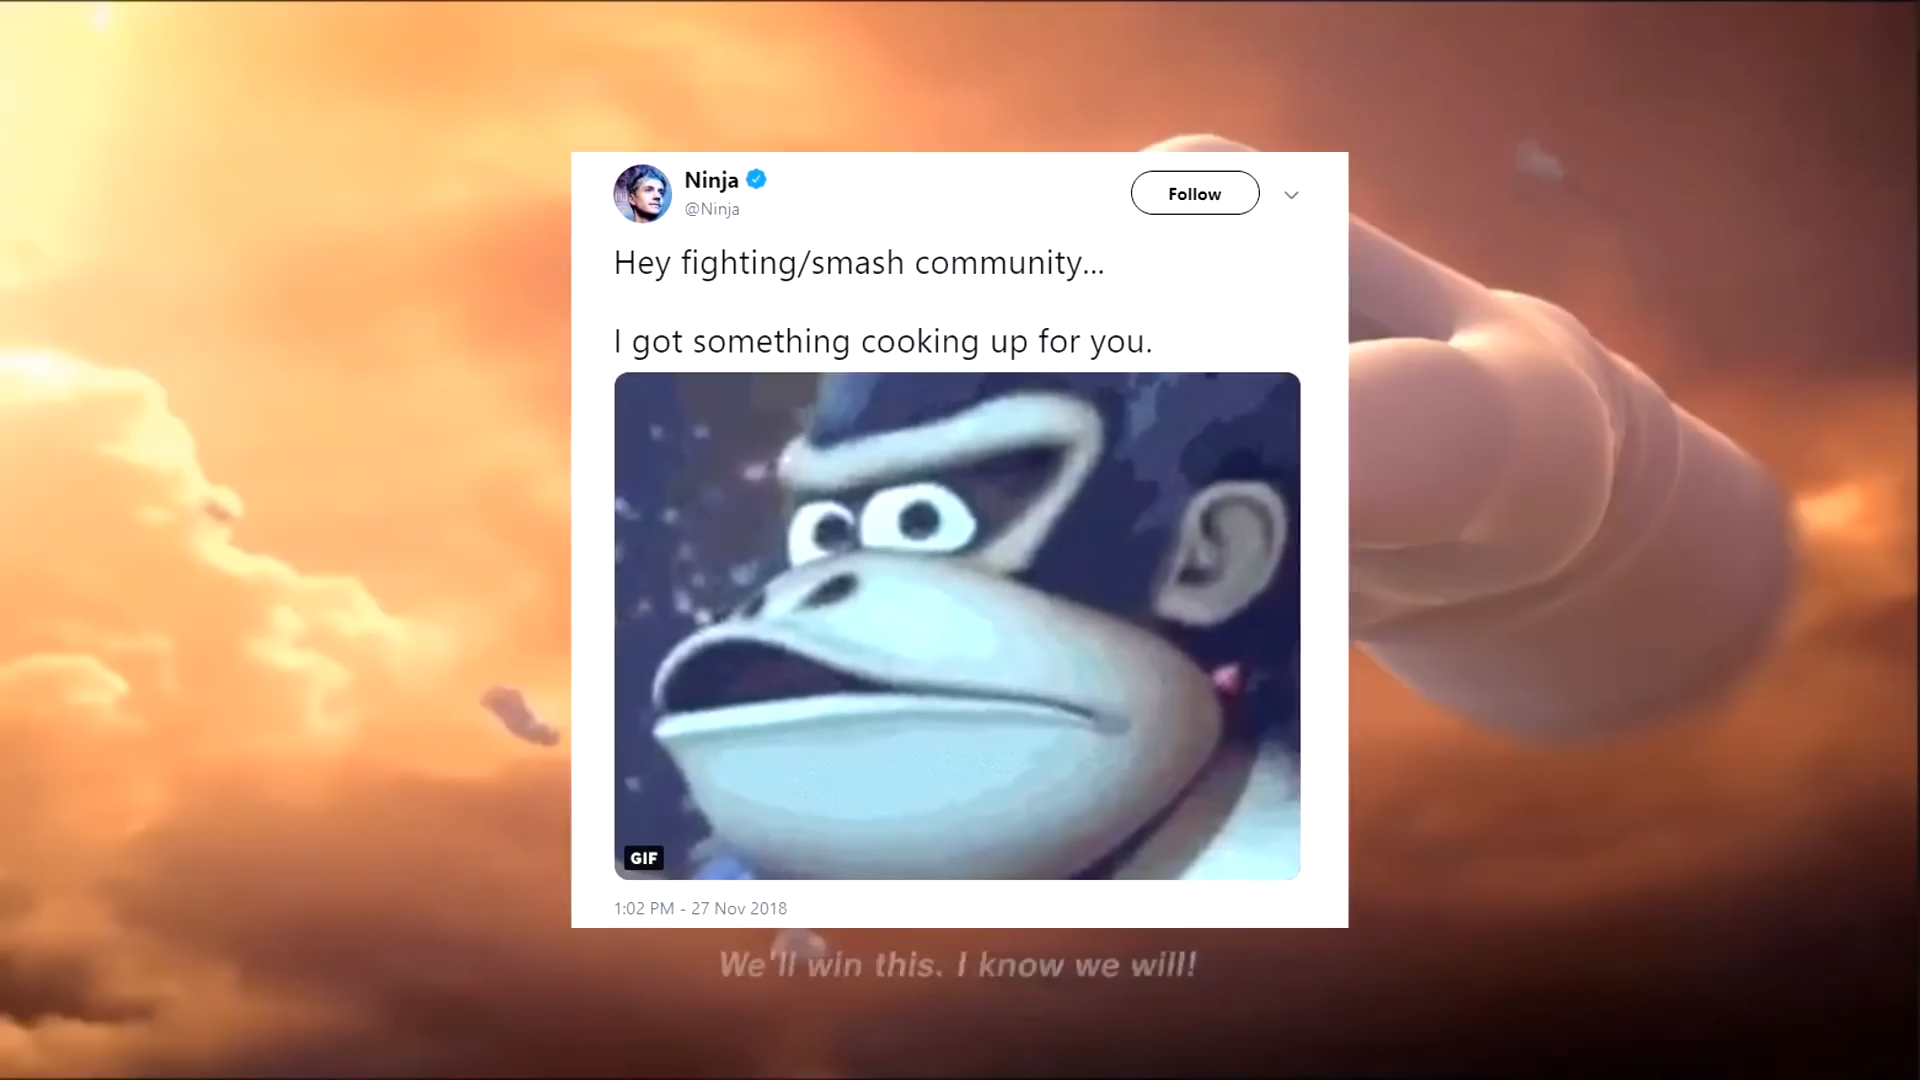 Ninja
@Ninja
Follow
Hey fighting/smash community...
I got something cooking up for you.
GIF
1:02 PM - 27 Nov 2018
We'll win this. I know we will!